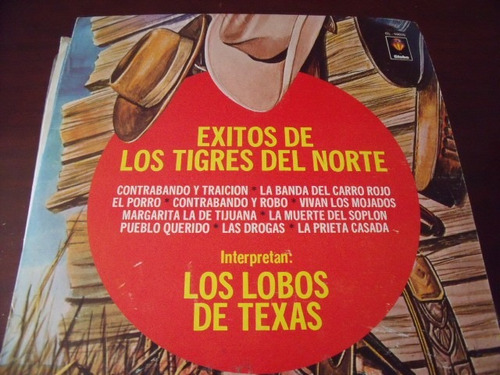 EXITOS DE
LOS TIGRES DEL NORTE
CONTRABANDO Y TRAICION * LA BANDA DEL CARRO ROJO
EL PORRO * CONTRABANDO Y ROBO * VIVAN LOS MOJADOS
MARGARITA LA DE TIJUANA * LA MUERTE DEL SOPLON
PUEBLO QUERIDO * LAS DROGAS * LA PRIETA CASADA
Interpretan:
LOS LOBOS
DE TEXAS